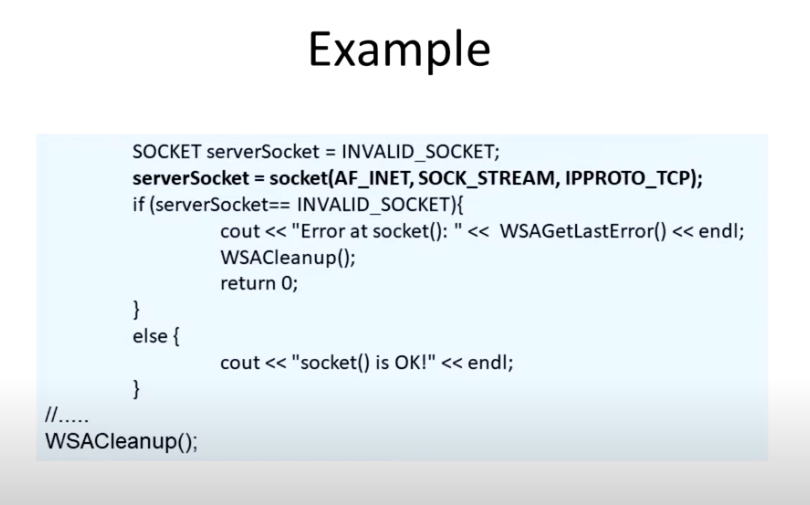 Example
SOCKET serverSocket = INVALID_SOCKET;
serverSocket = socket(AF_INET, SOCK_STREAM, IPPROTO_TCP);
if (serverSocket== INVALID_SOCKET){
cout << "Error at socket(): " << WSAGetLastError() << endl;
WSACleanup();
return 0;
}
else {
cout << "socket() is OK!" << endl;
}
//.....
WSACleanup();